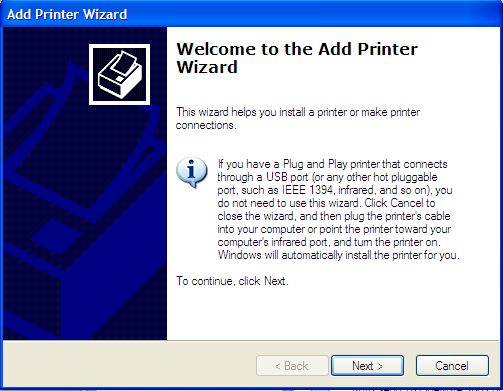 Add Printer Wizard
Welcome to the Add Printer
Wizard
This wizard helps you install a printer or make printer
connections.
If you have a Plug and Play printer that connects
through a USB port (or any other hot pluggable
port, such as IEEE 1394, infrared, and so on), you
do not need to use this wizard. Click Cancel to
close the wizard, and then plug the printer's cable
into your computer or point the printer toward your
computer's infrared port, and turn the printer on.
Windows will automatically install the printer for you.
To continue, click Next.
< Back
Next >
Cancel